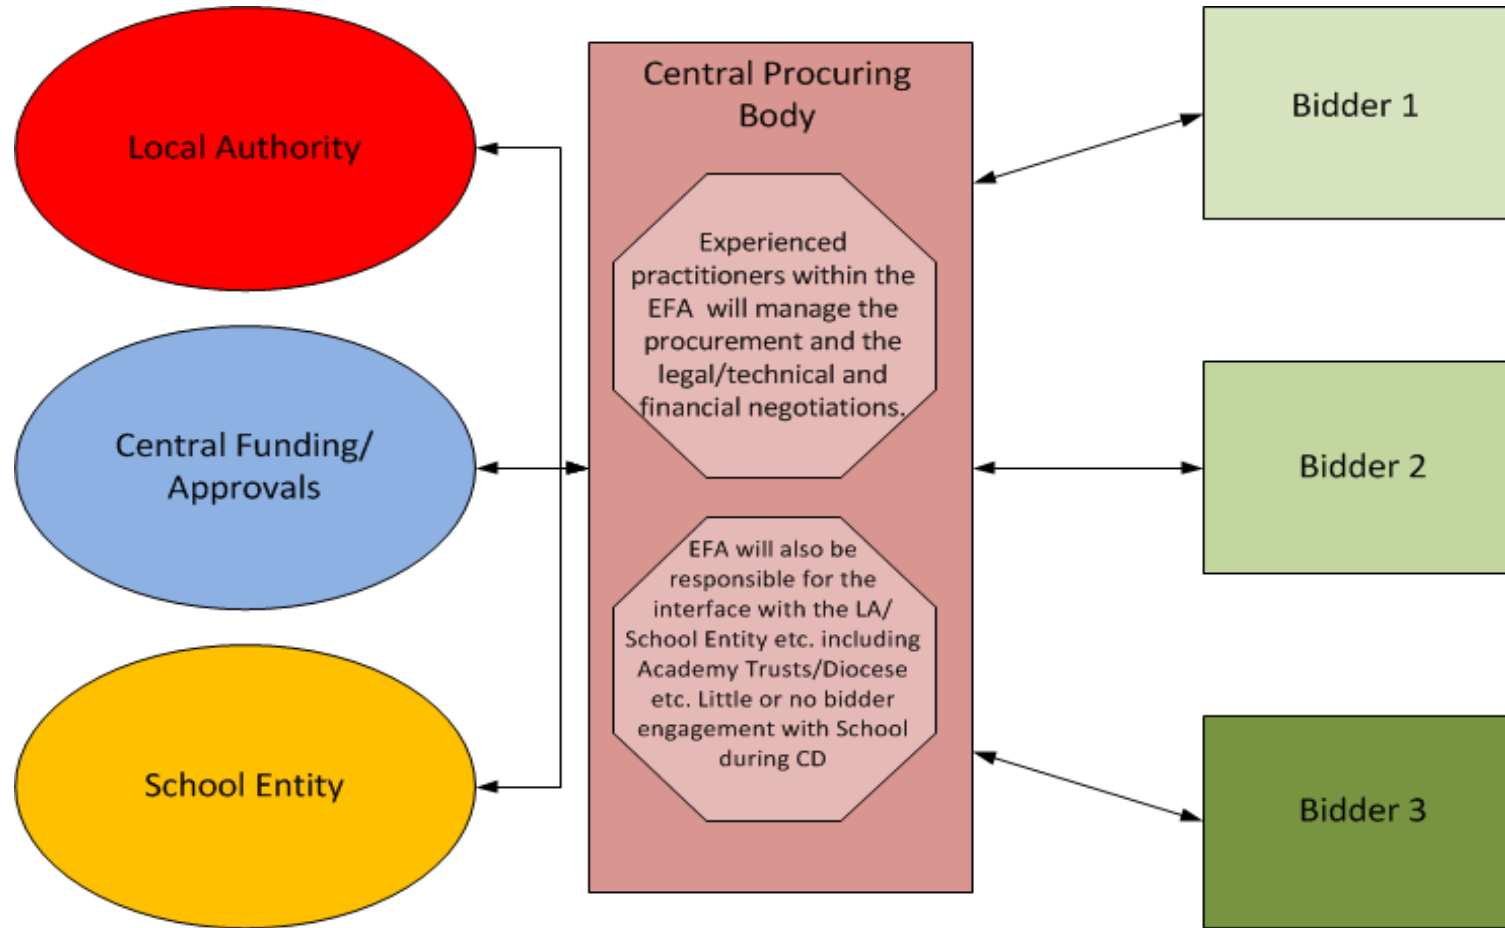 Local Authority
Central Funding/
Approvals
School Entity
Central Procuring
Body
Experienced
practitioners within the
EFA will manage the
procurement and the
legal/technical and
financial negotiations.
EFA will also be
responsible for the
interface with the LA/
School Entity etc. including
Academy Trusts/Diocese
etc. Little or no bidder
engagement with School
during CD
Bidder 1
Bidder 2
Bidder 3